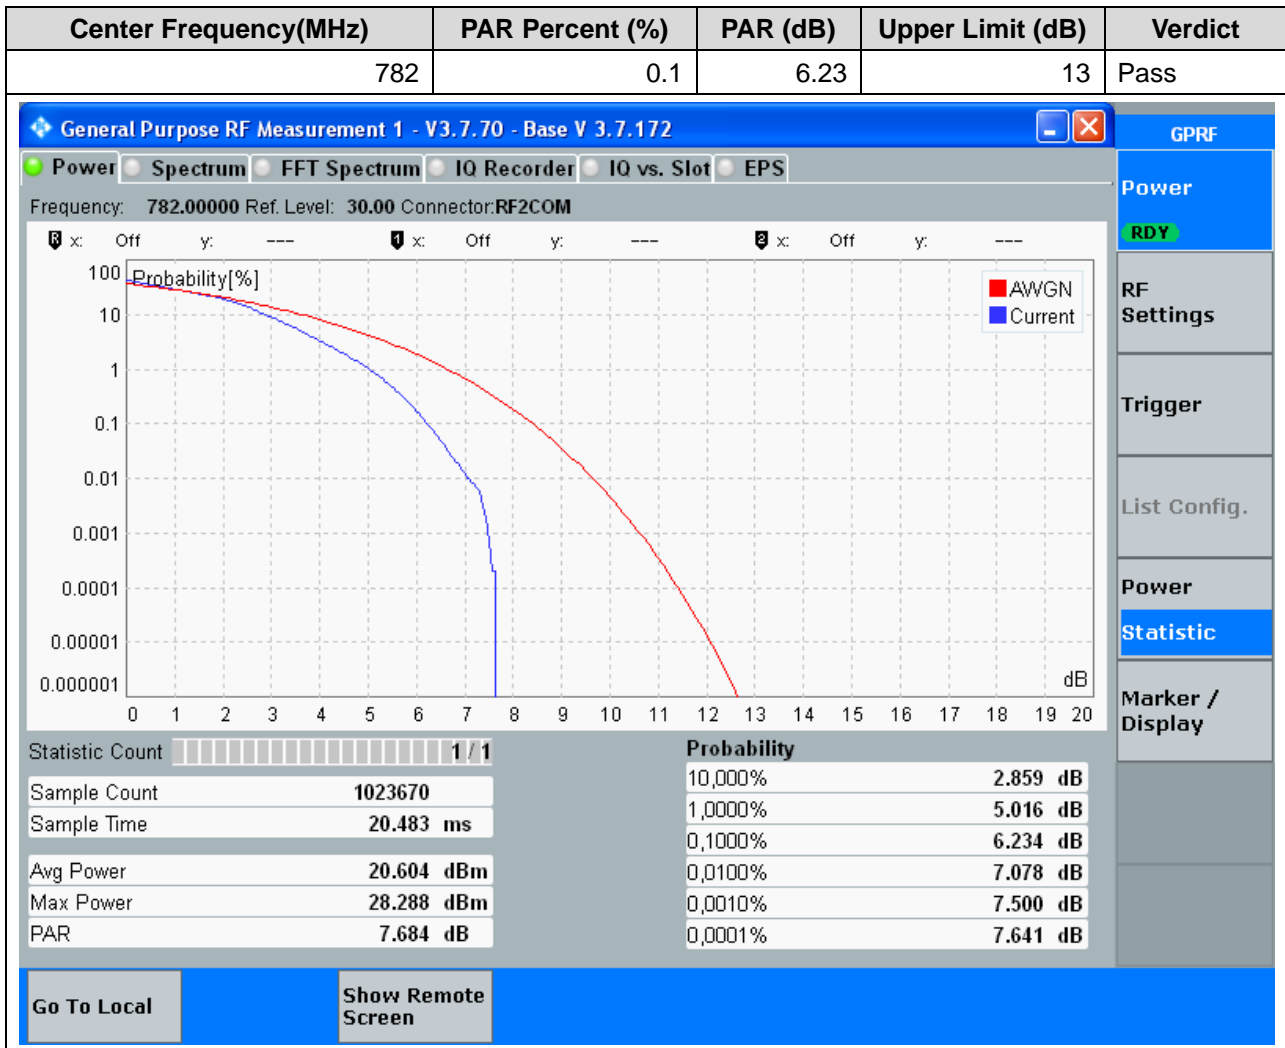 Center Frequency(MHz) PAR Percent (%) PAR (dB) Upper Limit (dB) Verdict
782 0.1 6.23 13 Pass
General Purpose RF Measurement 1 - V3.7.70 - Base V 3.7.172
GPRF
Power Spectrum FFT Spectrum IQ Recorder IQ vs. Slot EPS
Frequency: 782.00000 Ref. Level: 30.00 Connector:RF2COM
R x: Off y: --- 1 x: Off y: --- 2 x: Off y: ---
Probability[%]
100
10
1
0.1
0.01
0.001
0.0001
0.00001
0.000001
AWGN
Current
dB
0 1 2 3 4 5 6 7 8 9 10 11 12 13 14 15 16 17 18 19 20
Statistic Count 1 / 1
Sample Count 1023670
Sample Time 20.483 ms
Avg Power 20.604 dBm
Max Power 28.288 dBm
PAR 7.684 dB
Probability
10,000% 2.859 dB
1,0000% 5.016 dB
0,1000% 6.234 dB
0,0100% 7.078 dB
0,0010% 7.500 dB
0,0001% 7.641 dB
Power
RDY
RF
Settings
Trigger
List Config.
Power
Statistic
Marker /
Display
Go To Local
Show Remote
Screen